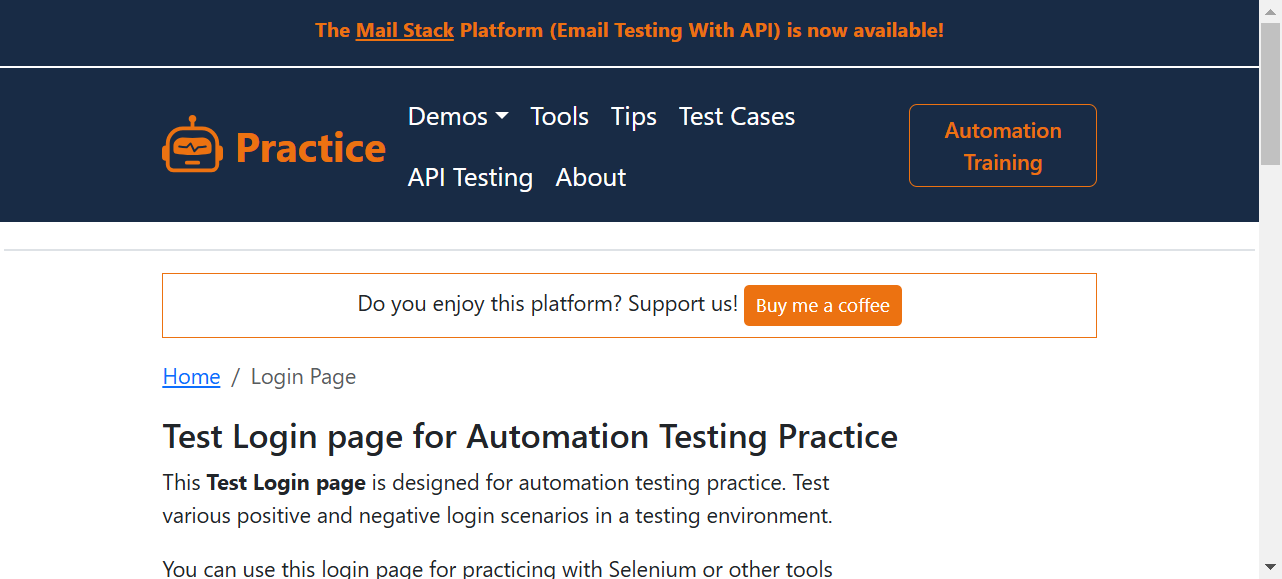 The Mail Stack Platform (Email Testing With API) is now available!
Practice
Demos Tools Tips Test Cases
API Testing About
Automation
Training
Do you enjoy this platform? Support us! Buy me a coffee
Home / Login Page
Test Login page for Automation Testing Practice
This Test Login page is designed for automation testing practice. Test
various positive and negative login scenarios in a testing environment.
You can use this login page for practicing with Selenium or other tools